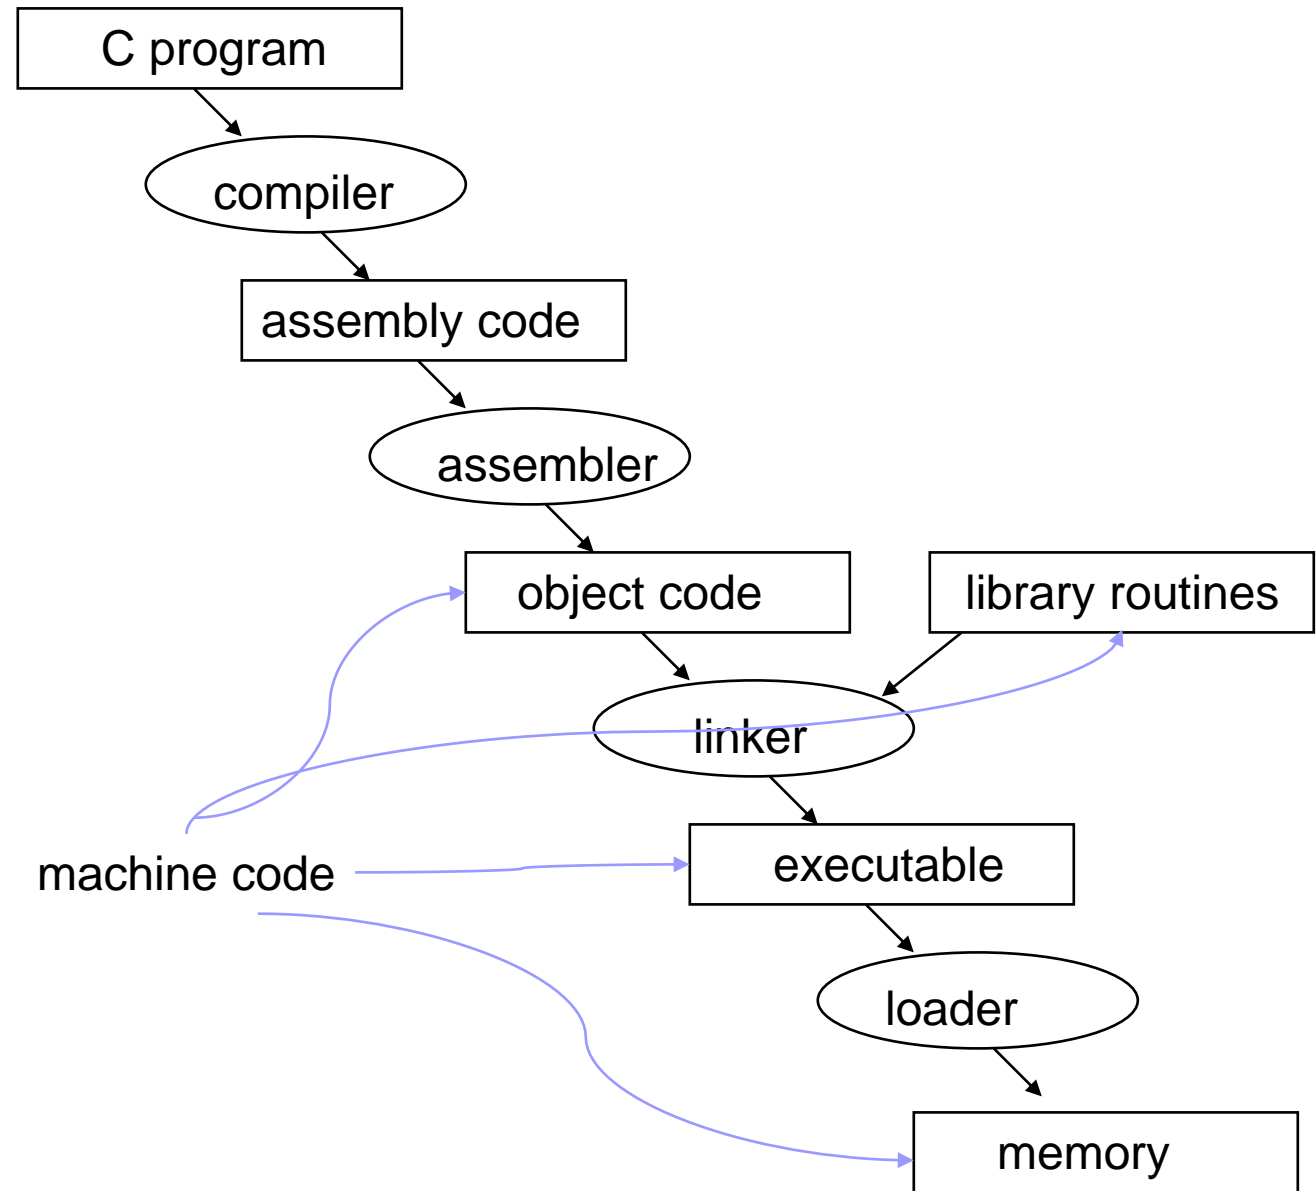 C program
compiler
assembly code
assembler
object code
library routines
linker
machine code
executable
loader
memory